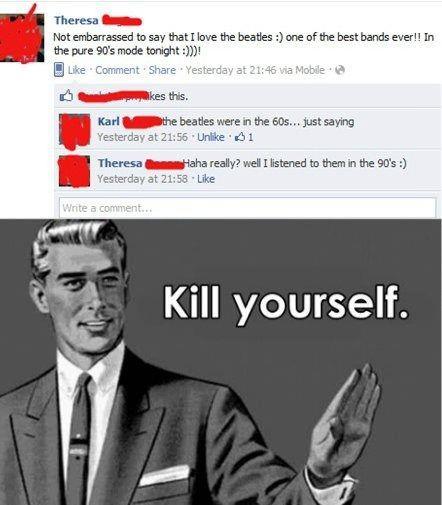 Theresa
Not embarrassed to say that I love the beatles :) one of the best bands ever!! In
the pure 90's mode tonight :)))!
Like · Comment · Share · Yesterday at 21:46 via Mobile ·
likes this.
Karl the beatles were in the 60s... just saying
Yesterday at 21:56 · Unlike · 1
Theresa Haha really? well I listened to them in the 90's :)
Yesterday at 21:58 · Like
Write a comment...
Kill yourself.